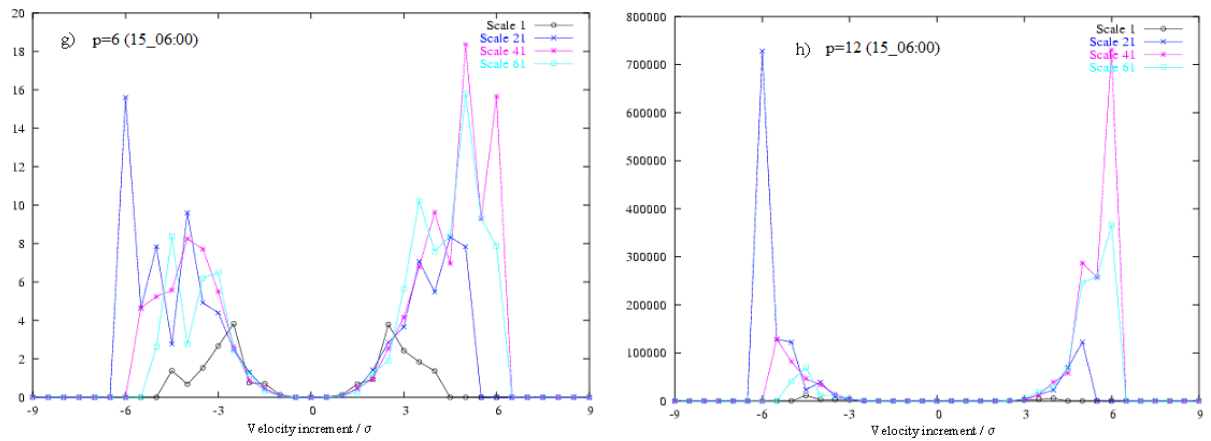 g) p=6 (15_06:00)
Scale 1
Scale 21
Scale 41
Scale 61
20
18
16
14
12
10
8
6
4
2
0
-9 -6 -3 0 3 6 9
Velocity increment / σ
h) p=12 (15_06:00)
Scale 1
Scale 21
Scale 41
Scale 61
800000
700000
600000
500000
400000
300000
200000
100000
0
-9 -6 -3 0 3 6 9
Velocity increment / σ